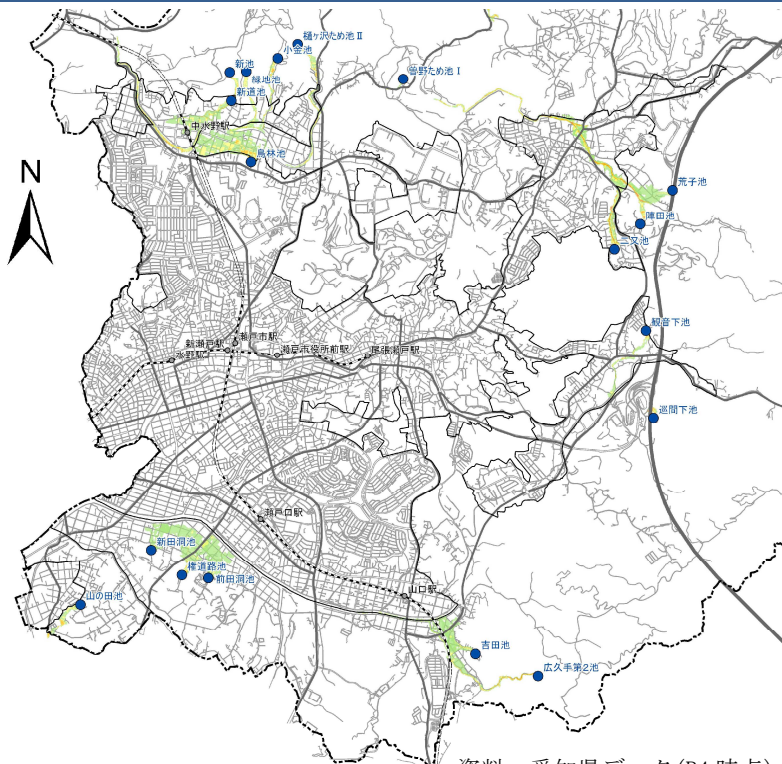 樋ヶ沢ため池Ⅱ
小金池
新池
緑地池
曽野ため池Ⅰ
新道池
中水野駅
鳥林池
N
荒子池
陣田池
二又池
観音下池
瀬戸市駅
新瀬戸駅
瀬戸市役所前駅
尾張瀬戸駅
水野駅
巡間下池
瀬戸口駅
新田洞池
権道路池
前田洞池
山の田池
山口駅
吉田池
広久手第2池